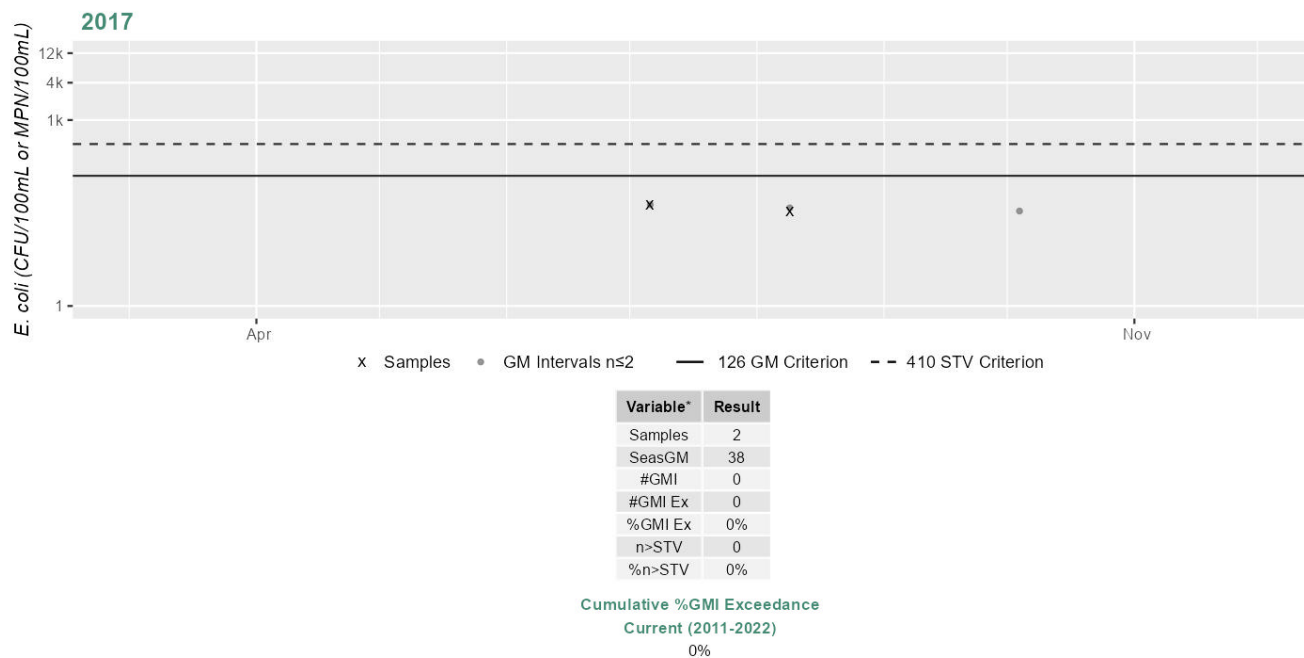 2017
E. coli (CFU/100mL or MPN/100mL)
12k
4k
1k
1
Apr
Nov
x Samples
GM Intervals n≤2
126 GM Criterion
410 STV Criterion
Variable* Result
Samples 2
SeasGM 38
#GMI 0
#GMI Ex 0
%GMI Ex 0%
n>STV 0
%n>STV 0%
Cumulative %GMI Exceedance
Current (2011-2022)
0%